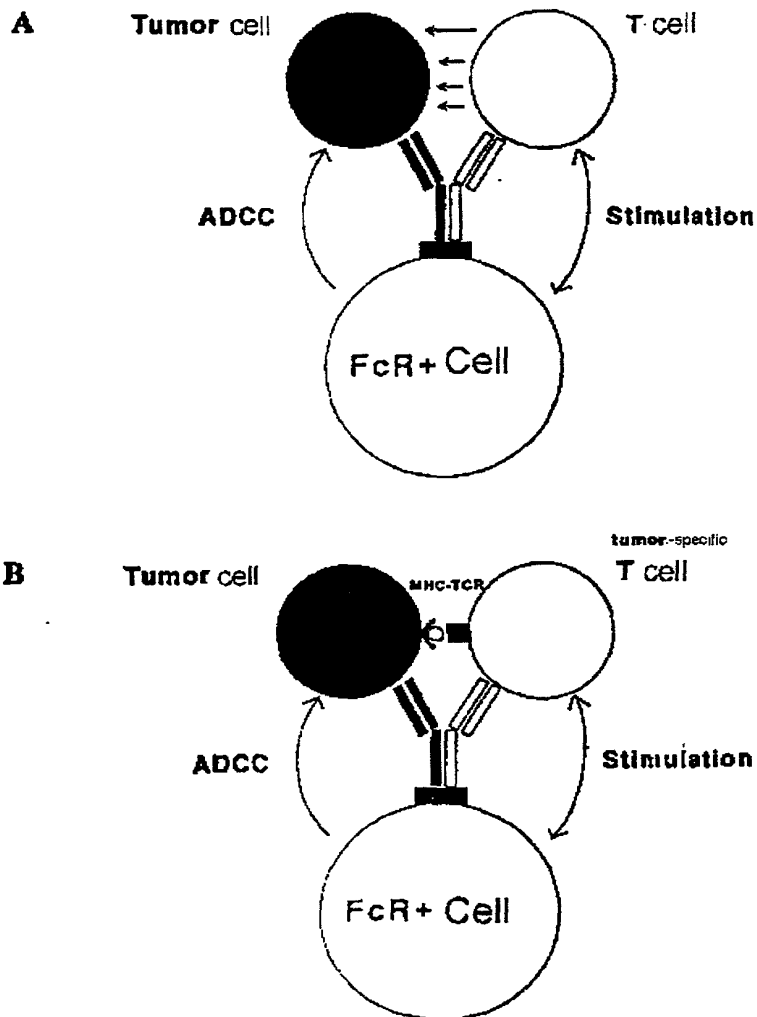 A
Tumor cell
T cell
ADCC
Stimulation
FcR+ Cell
B
Tumor cell
MHC-TCR
tumor-specific
T cell
ADCC
Stimulation
FcR+ Cell